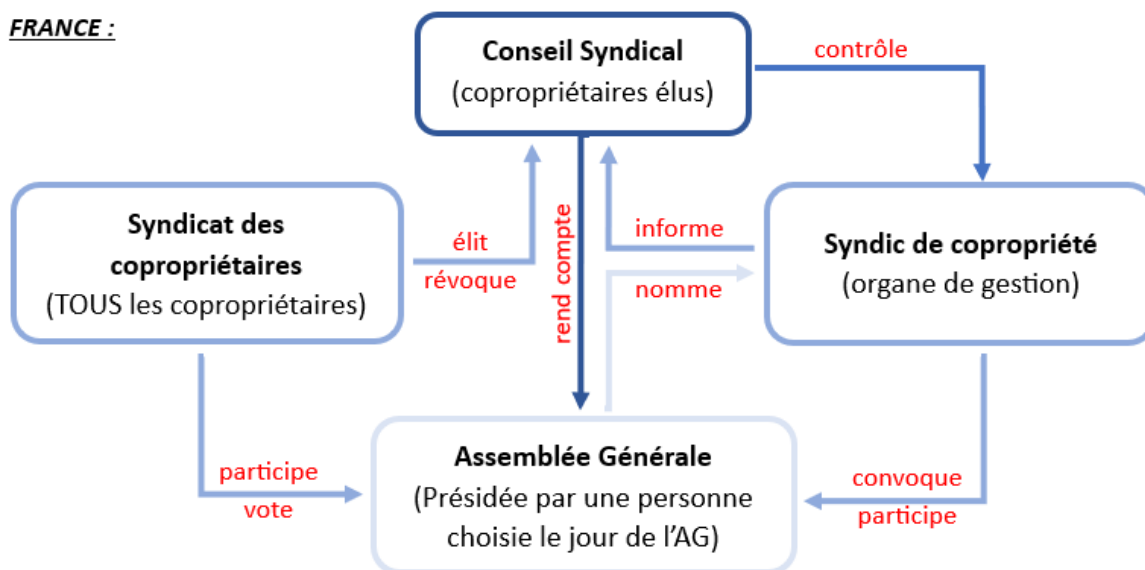 FRANCE :
Conseil Syndical
(copropriétaires élus)
contrôle
Syndicat des
copropriétaires
(TOUS les copropriétaires)
élit
révoque
rend compte
informe
nomme
Syndic de copropriété
(organe de gestion)
participe
vote
Assemblée Générale
(Présidée par une personne
choisie le jour de l'AG)
convoque
participe